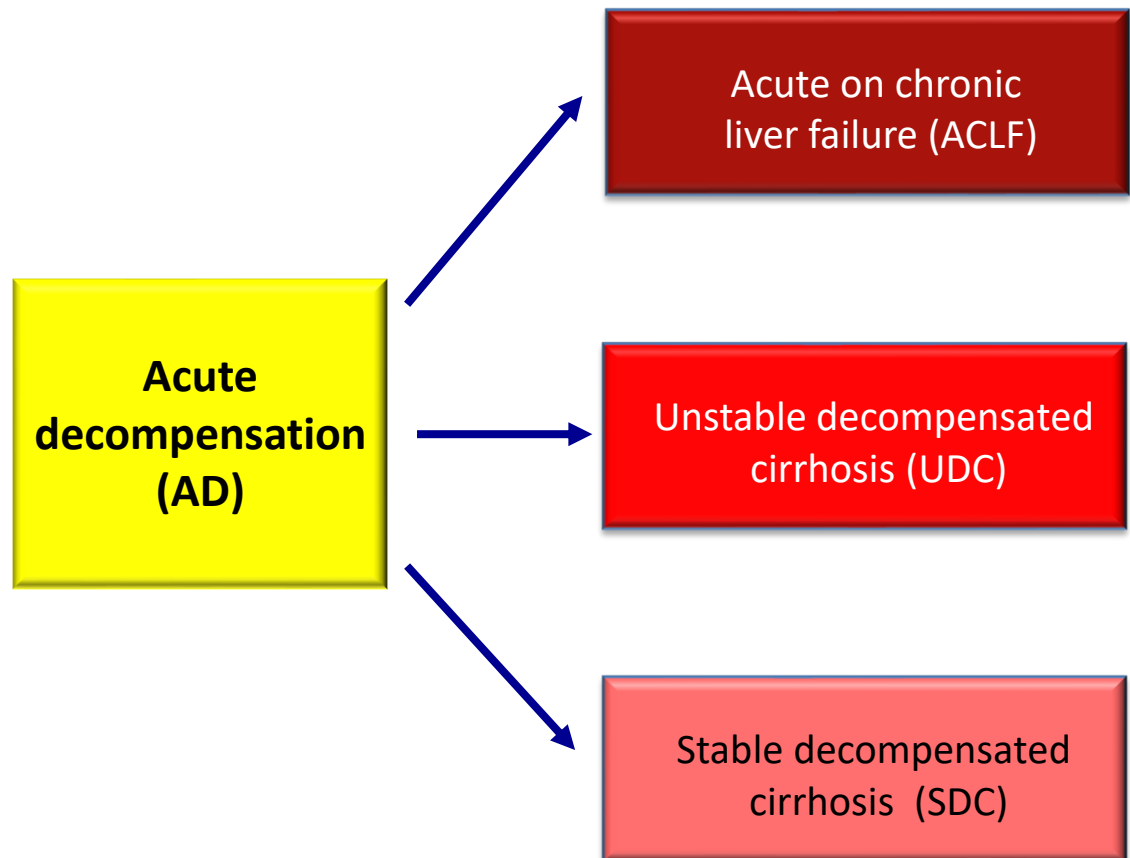 Acute on chronic
liver failure (ACLF)
Acute
decompensation
(AD)
Unstable decompensated
cirrhosis (UDC)
Stable decompensated
cirrhosis (SDC)